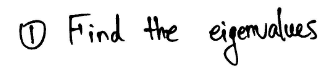 ① Find the eigenvalues